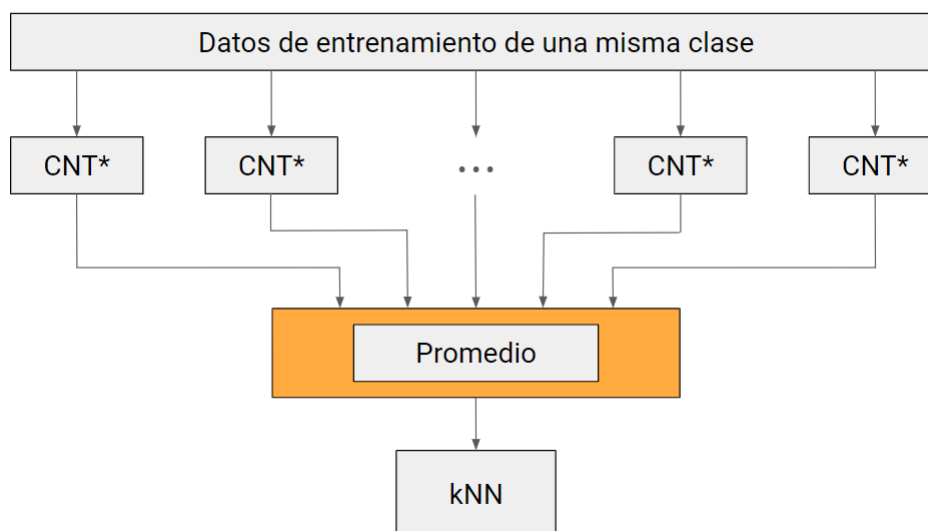 Datos de entrenamiento de una misma clase
CNT*
CNT*
...
CNT*
CNT*
Promedio
kNN